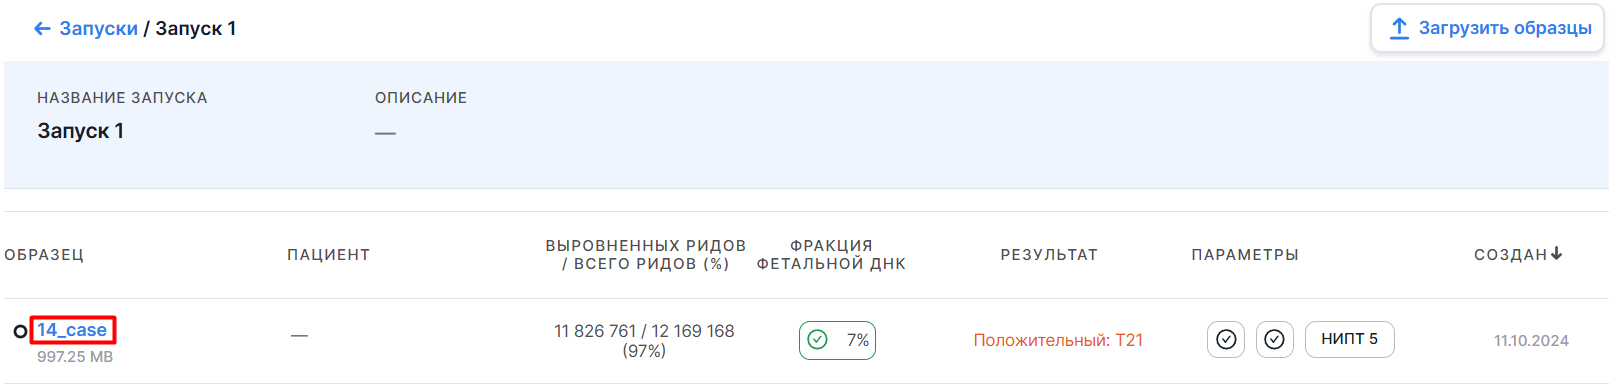 ← Запуски / Запуск 1
Загрузить образцы
НАЗВАНИЕ ЗАПУСКА
ОПИСАНИЕ
Запуск 1
—
ОБРАЗЕЦ
ПАЦИЕНТ
ВЫРОВНЕННЫХ РИДОВ
/ ВСЕГО РИДОВ (%)
ФРАКЦИЯ
ФЕТАЛЬНОЙ ДНК
РЕЗУЛЬТАТ
ПАРАМЕТРЫ
СОЗДАН↓
14_case
997.25 MB
—
11 826 761 / 12 169 168
(97%)
7%
Положительный: T21
НИПТ 5
11.10.2024